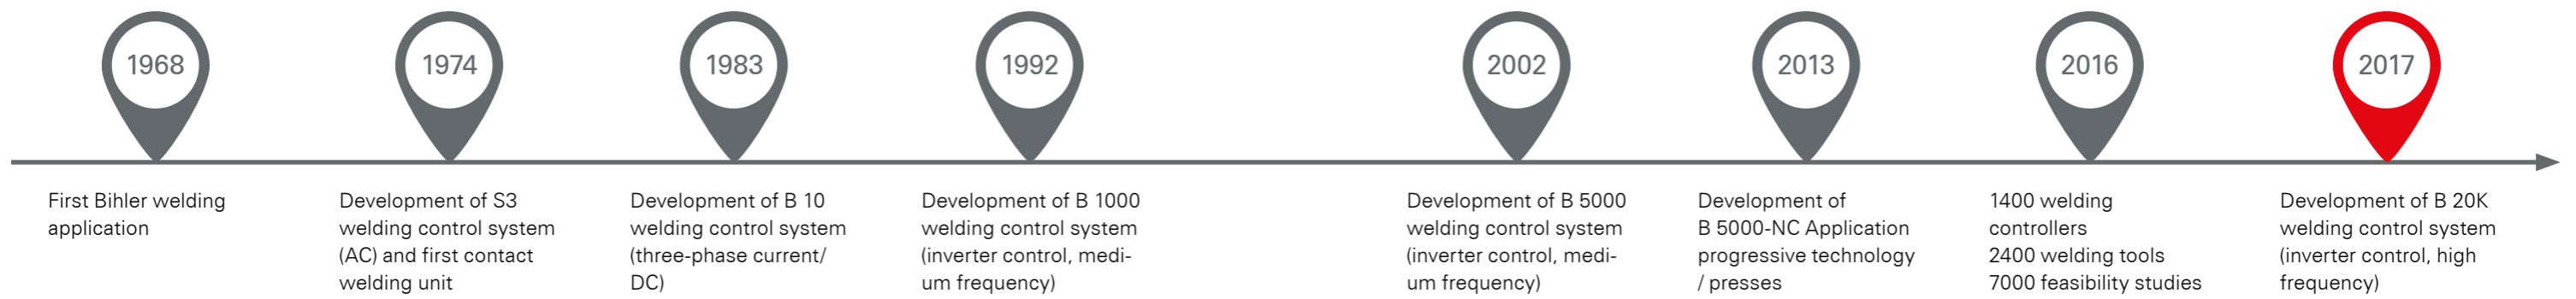 1968
First Bihler welding
application
1974
Development of S3
welding control system
(AC) and first contact
welding unit
1983
Development of B 10
welding control system
(three-phase current/
DC)
1992
Development of B 1000
welding control system
(inverter control, medi-
um frequency)
2002
Development of B 5000
welding control system
(inverter control, medi-
um frequency)
2013
Development of
B 5000-NC Application
progressive technology
/ presses
2016
1400 welding
controllers
2400 welding tools
7000 feasibility studies
2017
Development of B 20K
welding control system
(inverter control, high
frequency)